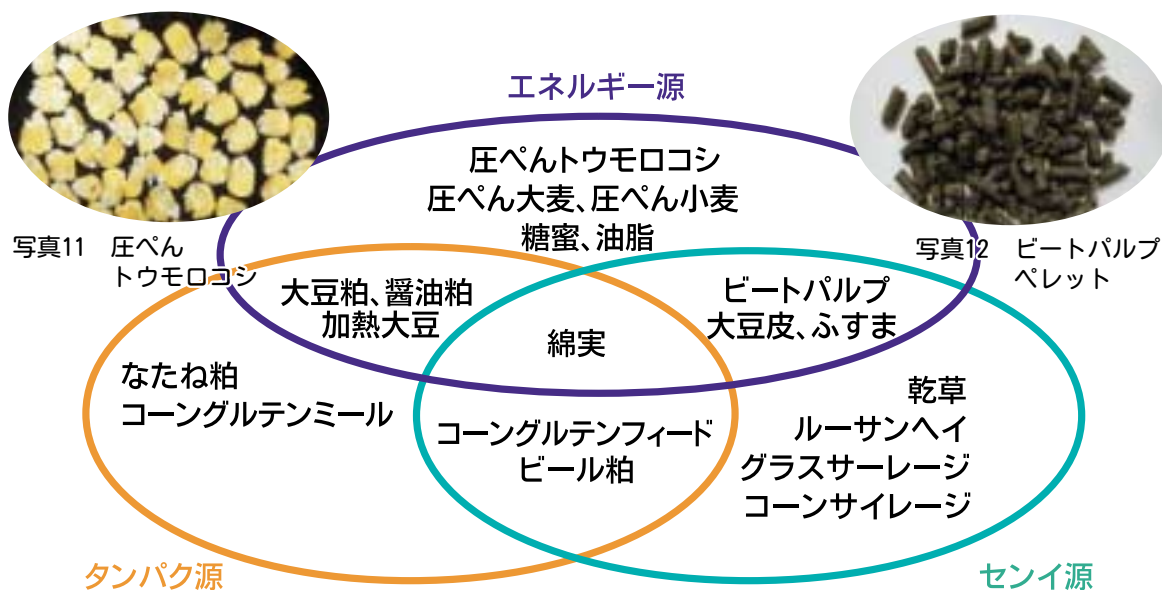 エネルギー源
圧ぺんトウモロコシ
圧ぺん大麦、圧ぺん小麦
糖蜜、油脂
写真11 圧ぺん
トウモロコシ
写真12 ビートパルプ
ペレット
大豆粕、醤油粕
加熱大豆
綿実
ビートパルプ
大豆皮、ふすま
なたね粕
コーングルテンミール
コーングルテンフィード
ビール粕
乾草
ルーサンヘイ
グラスサーレージ
コーンサイレージ
タンパク源
センイ源